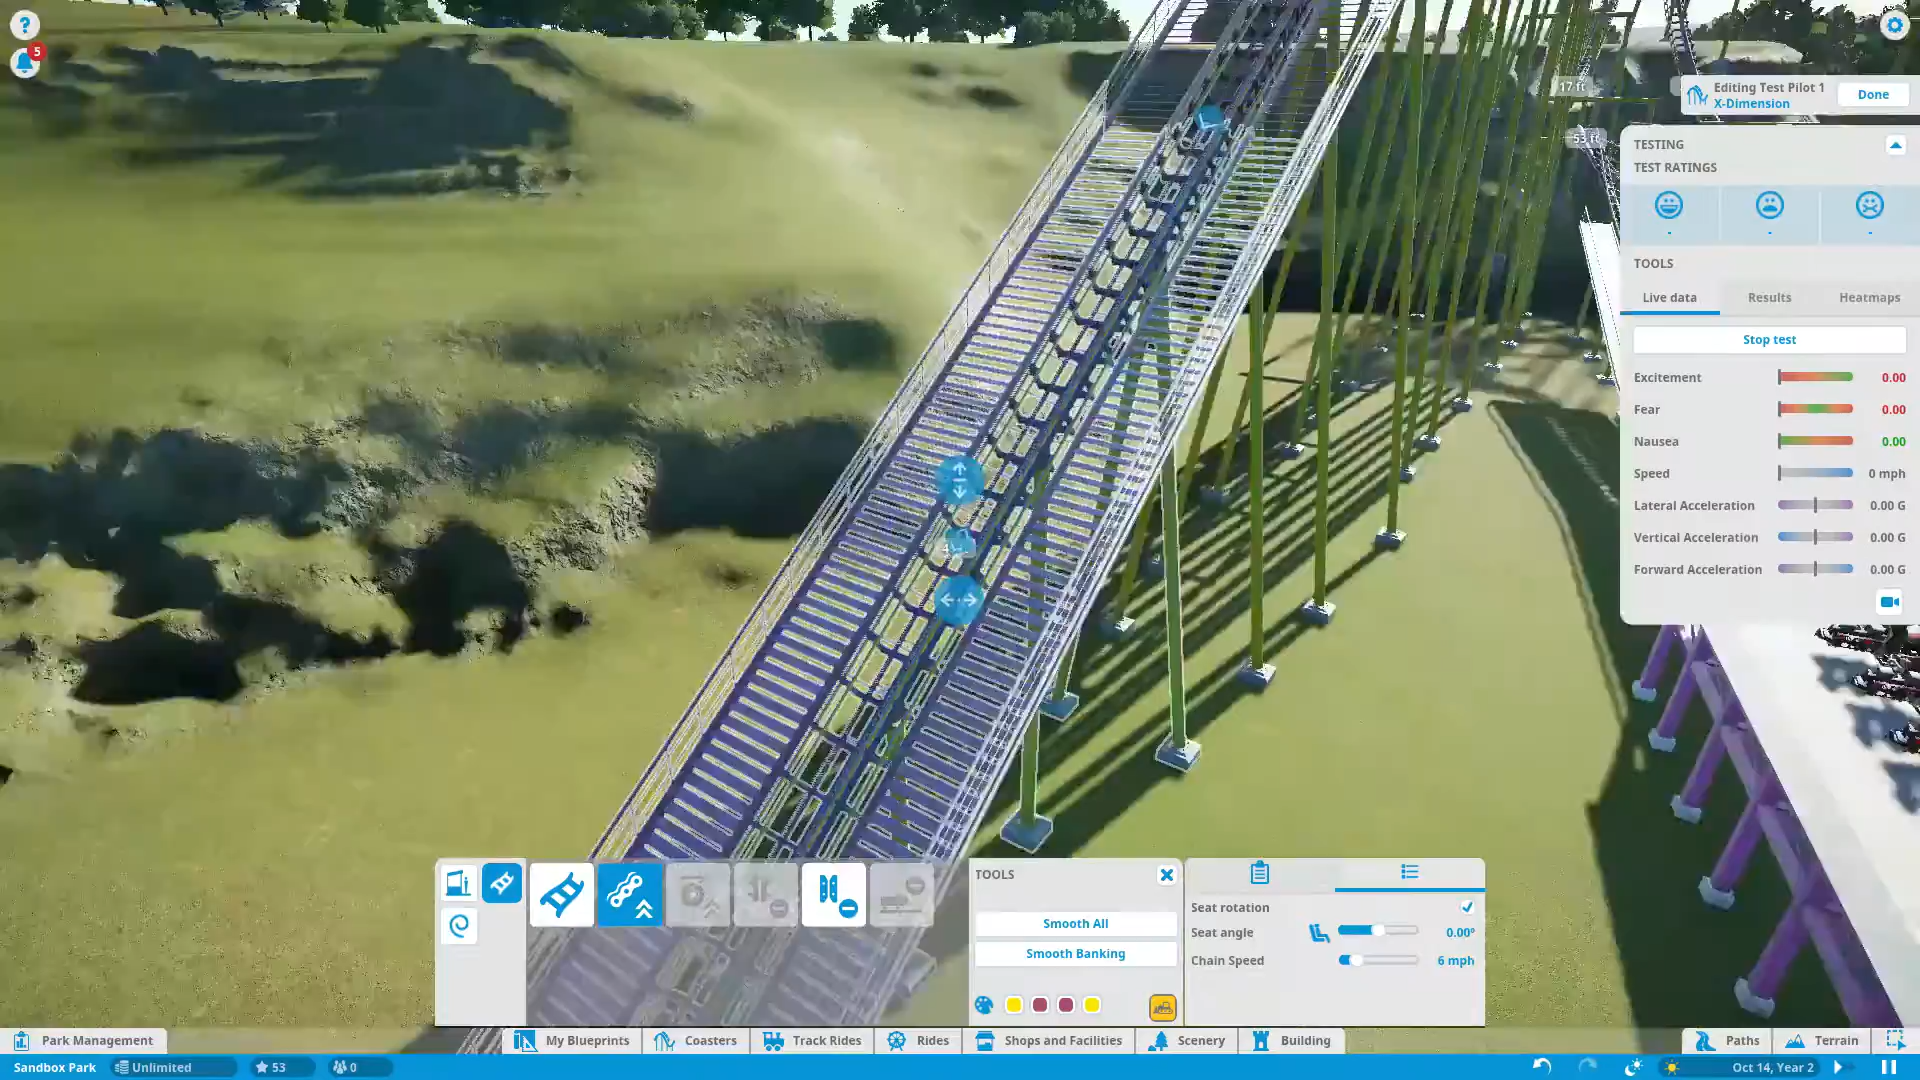 ?
5
17 ft
53 ft
Editing Test Pilot 1
X-Dimension
Done
TESTING
TEST RATINGS
-
-
-
TOOLS
Live data
Results
Heatmaps
Stop test
Excitement
0.00
Fear
0.00
Nausea
0.00
Speed
0 mph
Lateral Acceleration
0.00 G
Vertical Acceleration
0.00 G
Forward Acceleration
0.00 G
TOOLS
Smooth All
Smooth Banking
Seat rotation
Seat angle
0.00º
Chain Speed
6 mph
Park Management
My Blueprints
Coasters
Track Rides
Rides
Shops and Facilities
Scenery
Building
Paths
Terrain
Sandbox Park
Unlimited
53
0
Oct 14, Year 2